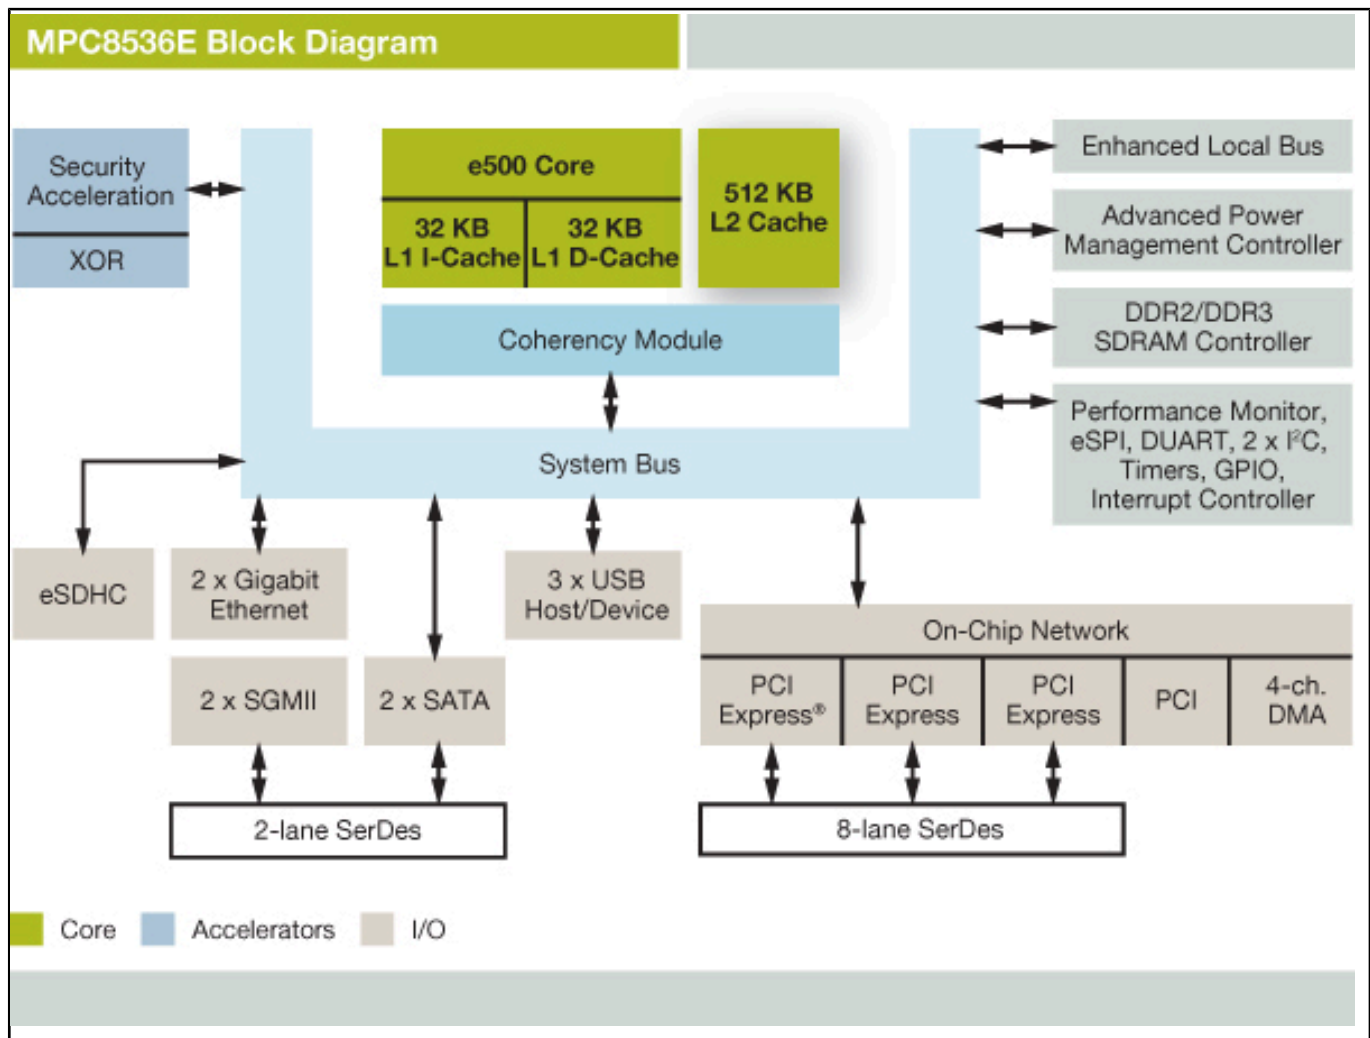 MPC8536E Block Diagram
Security
Acceleration
XOR
e500 Core
32 KB
L1 I-Cache
32 KB
L1 D-Cache
512 KB
L2 Cache
Coherency Module
System Bus
Enhanced Local Bus
Advanced Power
Management Controller
DDR2/DDR3
SDRAM Controller
Performance Monitor,
eSPI, DUART, 2 x I²C,
Timers, GPIO,
Interrupt Controller
eSDHC
2 x Gigabit
Ethernet
3 x USB
Host/Device
2 x SGMII
2 x SATA
On-Chip Network
PCI
Express®
PCI
Express
PCI
Express
PCI
4-ch.
DMA
2-lane SerDes
8-lane SerDes
Core
Accelerators
I/O